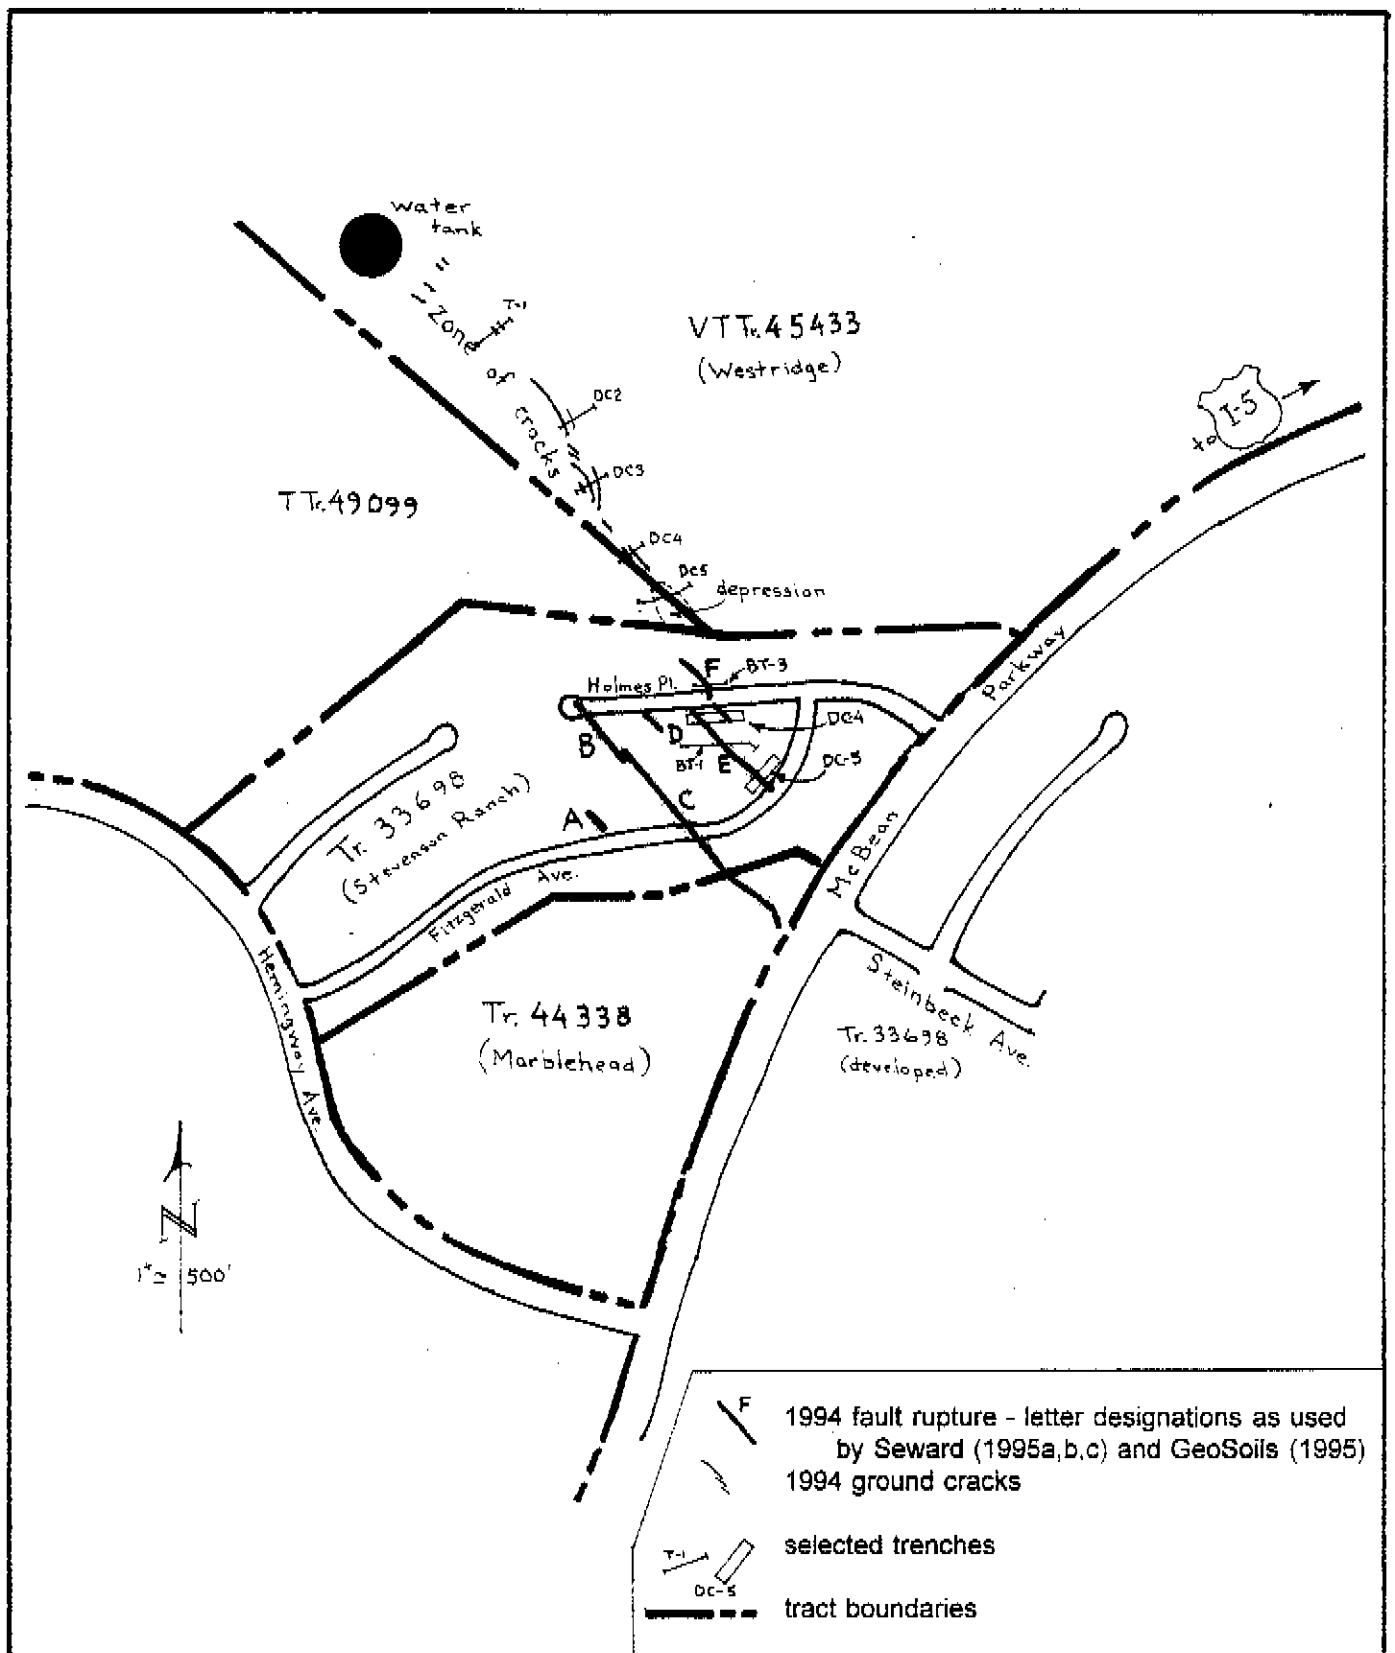 water
tank
Zone of cracks
T-1
VTTr.45433
(Westridge)
DC2
I-5
to
DC3
TTr.49099
DC4
DC5
depression
Parkway
F
BT-3
Holmes Pl.
DC-4
D
B
BT-1
E
DC-5
C
A
Tr. 33698
(Stevenson Ranch)
McBean
Fitzgerald Ave.
Hemingway Ave.
Steinbeck Ave.
Tr. 44338
(Marblehead)
Tr. 33698
(developed)
N
1" = 500'
F
1994 fault rupture - letter designations as used
by Seward (1995a,b,c) and GeoSoils (1995)
1994 ground cracks
T-1
selected trenches
DC-5
tract boundaries